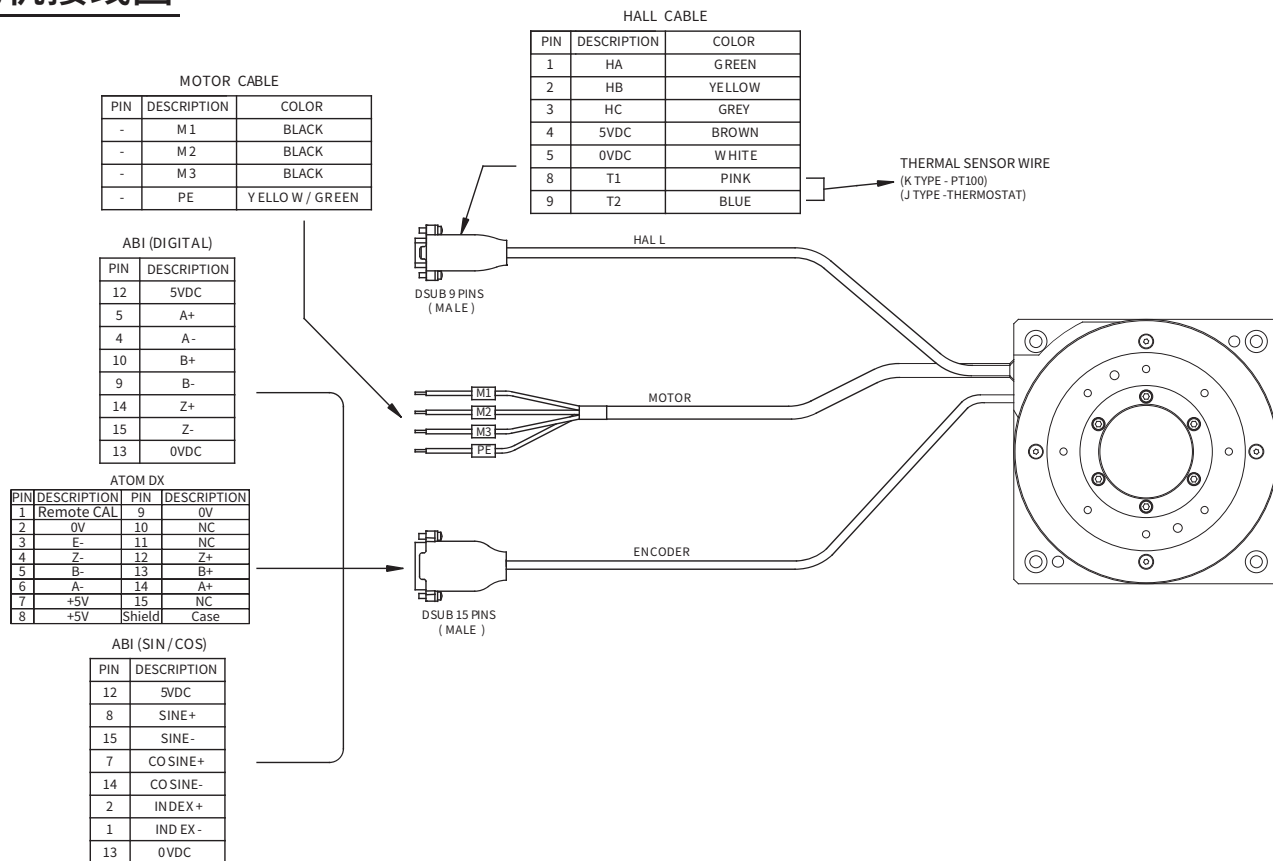 接线图
HALL CABLE
PIN DESCRIPTION COLOR
1 HA GREEN
2 HB YELLOW
3 HC GREY
4 5VDC BROWN
5 0VDC WHITE
8 T1 PINK
9 T2 BLUE
THERMAL SENSOR WIRE
(K TYPE - PT100)
(J TYPE -THERMOSTAT)
MOTOR CABLE
PIN DESCRIPTION COLOR
- M1 BLACK
- M2 BLACK
- M3 BLACK
- PE YELLOW / GREEN
ABI (DIGITAL)
PIN DESCRIPTION
12 5VDC
5 A+
4 A-
10 B+
9 B-
14 Z+
15 Z-
13 0VDC
HALL
DSUB 9 PINS
( MALE )
M1
M2
M3
PE
MOTOR
ATOM DX
PIN DESCRIPTION PIN DESCRIPTION
1 Remote CAL 9 0V
2 0V 10 NC
3 E- 11 NC
4 Z- 12 Z+
5 B- 13 B+
6 A- 14 A+
7 +5V 15 NC
8 +5V Shield Case
ENCODER
DSUB 15 PINS
( MALE )
ABI (SIN / COS)
PIN DESCRIPTION
12 5VDC
8 SINE+
15 SINE-
7 COSINE+
14 COSINE-
2 INDEX+
1 INDEX-
13 0VDC